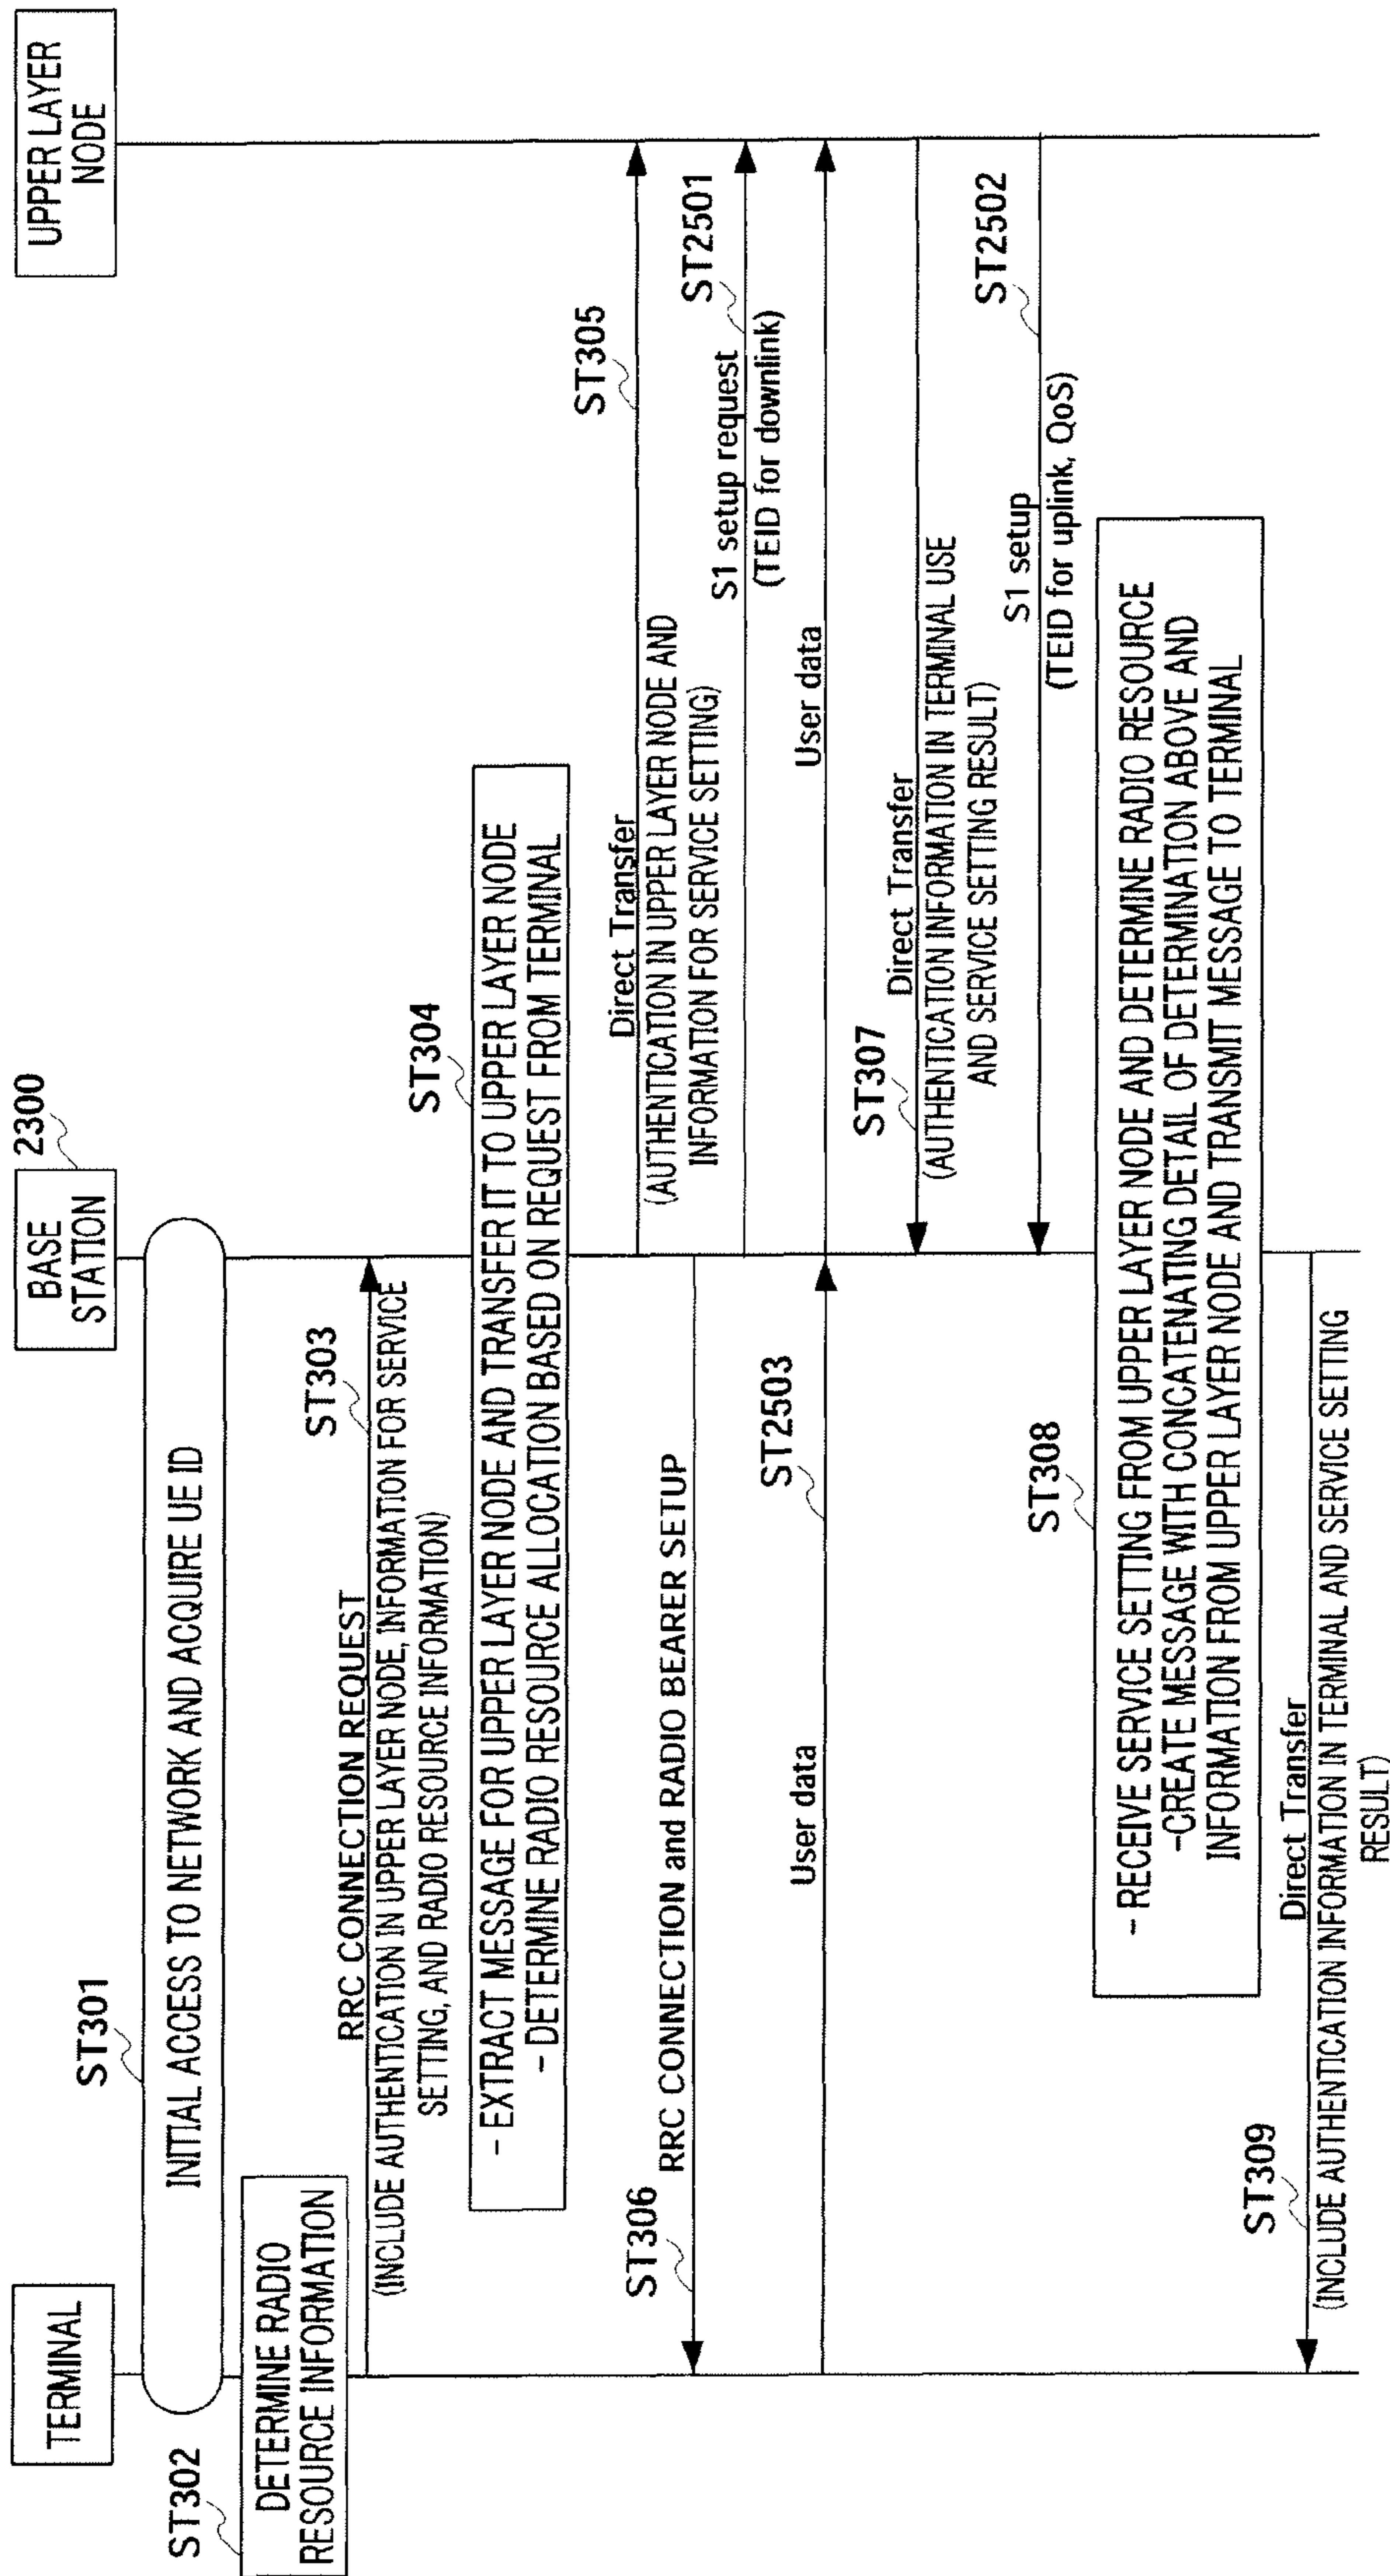 TERMINAL
BASE
STATION
2300
UPPER LAYER
NODE
ST301
INITIAL ACCESS TO NETWORK AND ACQUIRE UE ID
ST302
DETERMINE RADIO
RESOURCE INFORMATION
ST303
RRC CONNECTION REQUEST
(INCLUDE AUTHENTICATION IN UPPER LAYER NODE, INFORMATION FOR SERVICE
SETTING, AND RADIO RESOURCE INFORMATION)
ST304
- EXTRACT MESSAGE FOR UPPER LAYER NODE AND TRANSFER IT TO UPPER LAYER NODE
- DETERMINE RADIO RESOURCE ALLOCATION BASED ON REQUEST FROM TERMINAL
ST305
Direct Transfer
(AUTHENTICATION IN UPPER LAYER NODE AND
INFORMATION FOR SERVICE SETTING)
ST306
RRC CONNECTION and RADIO BEARER SETUP
ST2501
S1 setup request
(TEID for downlink)
ST2503
User data
User data
ST307
Direct Transfer
(AUTHENTICATION INFORMATION IN TERMINAL USE
AND SERVICE SETTING RESULT)
ST2502
S1 setup
(TEID for uplink, QoS)
ST308
- RECEIVE SERVICE SETTING FROM UPPER LAYER NODE AND DETERMINE RADIO RESOURCE
-CREATE MESSAGE WITH CONCATENATING DETAIL OF DETERMINATION ABOVE AND
INFORMATION FROM UPPER LAYER NODE AND TRANSMIT MESSAGE TO TERMINAL
ST309
Direct Transfer
(INCLUDE AUTHENTICATION INFORMATION IN TERMINAL AND SERVICE SETTING
RESULT)